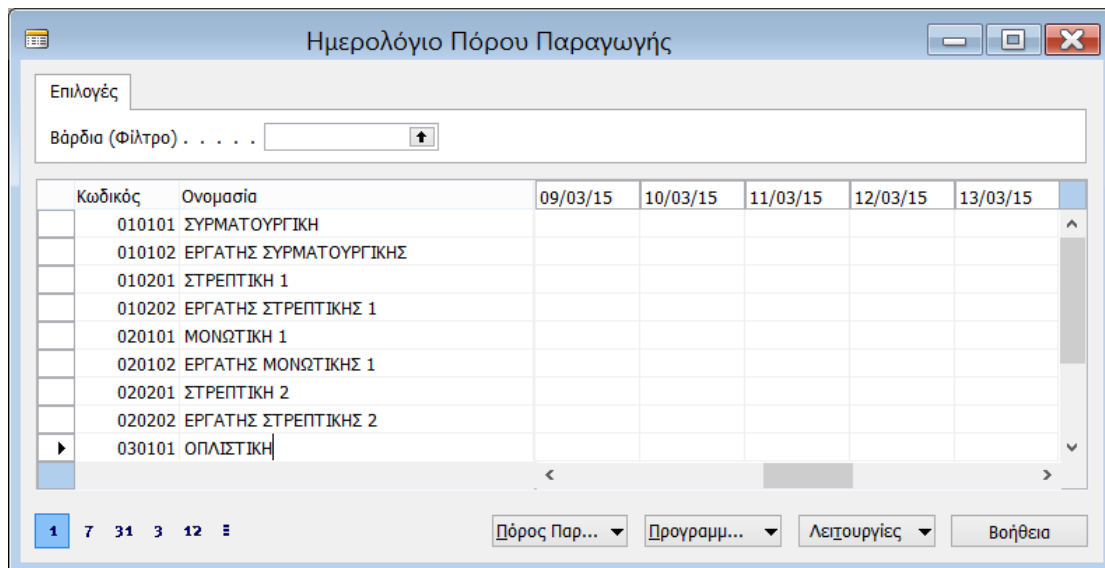 Ημερολόγιο Πόρου Παραγωγής
Επιλογές
Βάρδια (Φίλτρο) . . . . .
Κωδικός Ονομασία 09/03/15 10/03/15 11/03/15 12/03/15 13/03/15
010101 ΣΥΡΜΑΤΟΥΡΓΙΚΗ
010102 ΕΡΓΑΤΗΣ ΣΥΡΜΑΤΟΥΡΓΙΚΗΣ
010201 ΣΤΡΕΠΤΙΚΗ 1
010202 ΕΡΓΑΤΗΣ ΣΤΡΕΠΤΙΚΗΣ 1
020101 ΜΟΝΩΤΙΚΗ 1
020102 ΕΡΓΑΤΗΣ ΜΟΝΩΤΙΚΗΣ 1
020201 ΣΤΡΕΠΤΙΚΗ 2
020202 ΕΡΓΑΤΗΣ ΣΤΡΕΠΤΙΚΗΣ 2
030101 ΟΠΛΙΣΤΙΚΗ
1 7 31 3 12 Πόρος Παρ... Προγραμμ... Λειτουργίες Βοήθεια